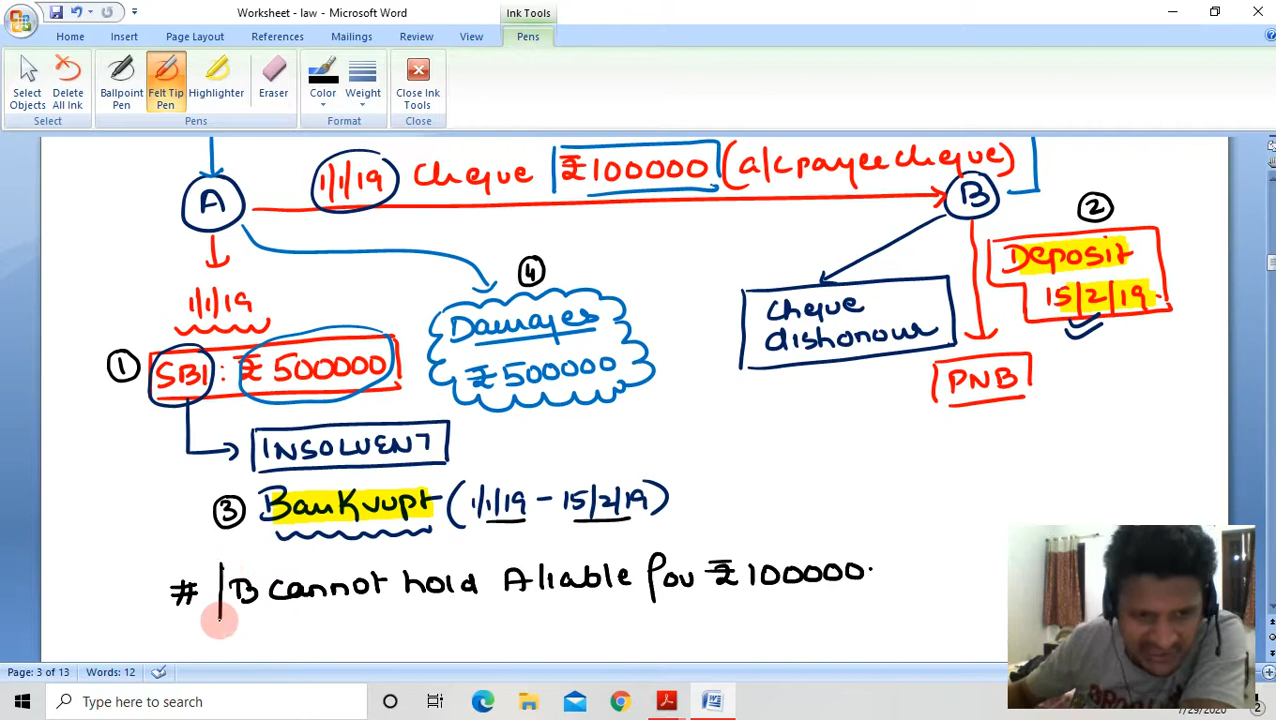 Worksheet - law - Microsoft Word
Ink Tools
Home Insert Page Layout References Mailings Review View Pens
Select Objects
Delete All Ink
Ballpoint Pen
Felt Tip Pen
Highlighter
Eraser
Color
Weight
Close Ink Tools
Select Pens Format Close
1/1/19 Cheque ₹100000 (a/c payee cheque)
A
B
②
Deposit
15/2/19
1/1/19
④
Damages
₹500000
Cheque
dishonour
① SBI : ₹500000
PNB
INSOLVENT
③ Bankrupt (1/1/19 - 15/2/19)
# B cannot hold A liable for ₹100000.
Page: 3 of 13 Words: 12
Type here to search
7/29/2020
2